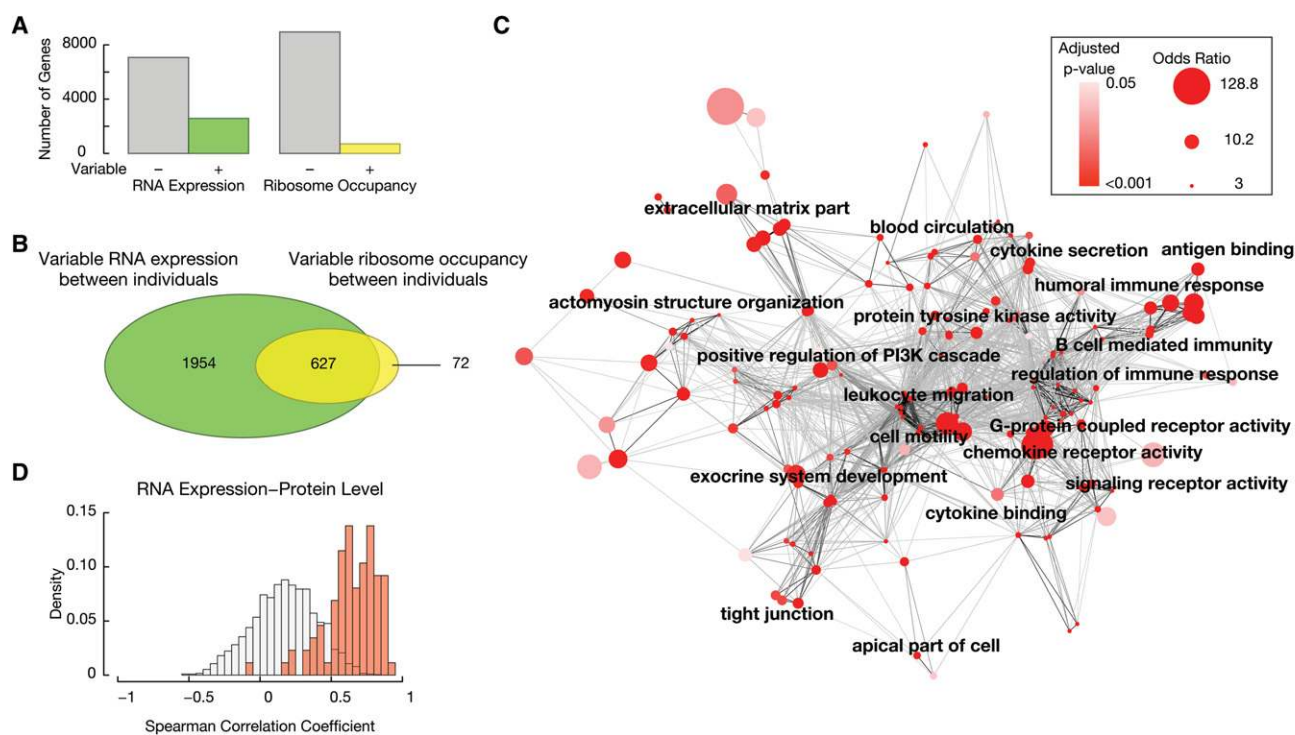 A
Number of Genes
8000
4000
0
Variable
−
+
−
+
RNA Expression
Ribosome Occupancy
B
Variable RNA expression
between individuals
Variable ribosome occupancy
between individuals
1954
627
72
D
RNA Expression–Protein Level
Density
0.15
0.10
0.05
0
−1
−0.5
0
0.5
1
Spearman Correlation Coefficient
C
Adjusted
p-value
0.05
<0.001
Odds Ratio
128.8
10.2
3
extracellular matrix part
blood circulation
cytokine secretion
antigen binding
humoral immune response
actomyosin structure organization
protein tyrosine kinase activity
B cell mediated immunity
positive regulation of PI3K cascade
regulation of immune response
leukocyte migration
G-protein coupled receptor activity
cell motility
chemokine receptor activity
exocrine system development
signaling receptor activity
cytokine binding
tight junction
apical part of cell